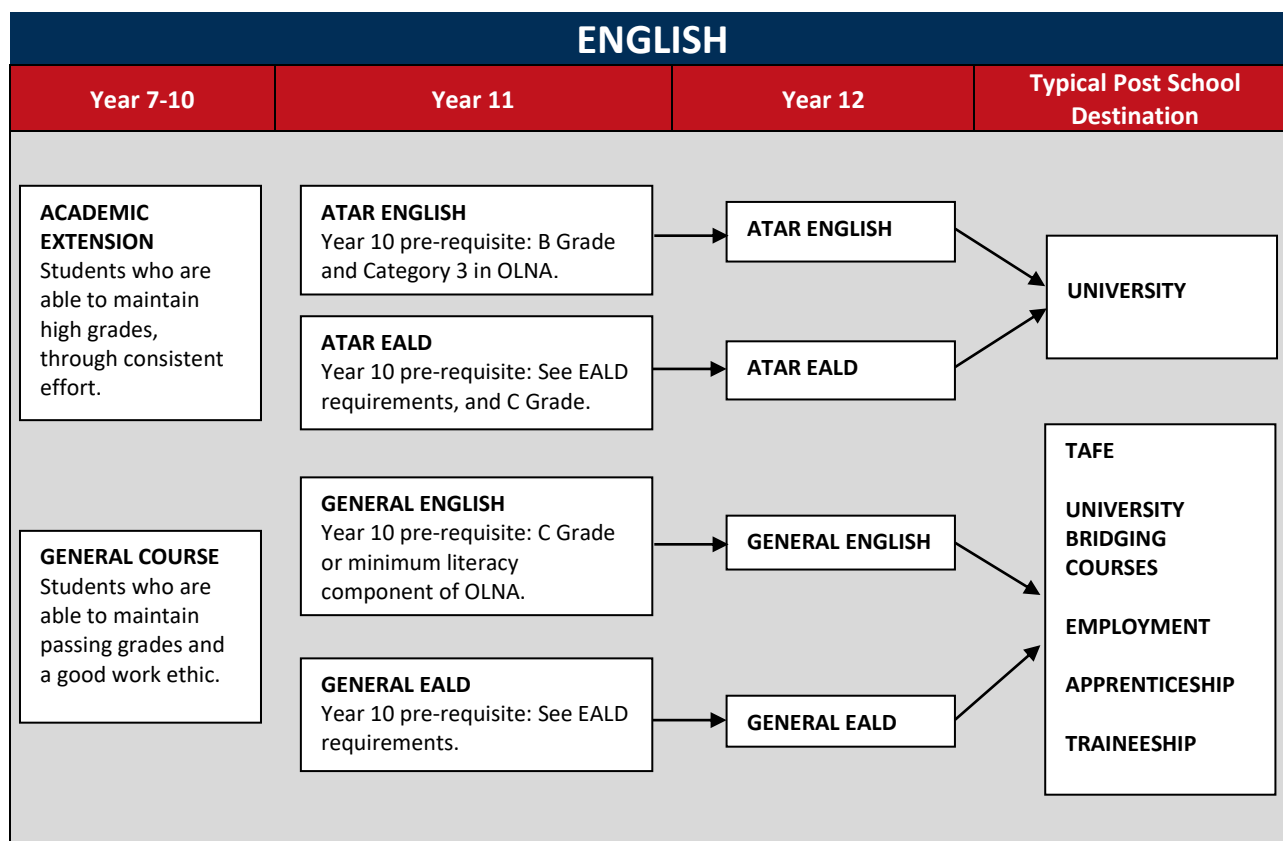 ENGLISH
Year 7-10
Year 11
Year 12
Typical Post School
Destination
ACADEMIC
EXTENSION
Students who are
able to maintain
high grades,
through consistent
effort.
ATAR ENGLISH
Year 10 pre-requisite: B Grade
and Category 3 in OLNA.
ATAR ENGLISH
UNIVERSITY
ATAR EALD
Year 10 pre-requisite: See EALD
requirements, and C Grade.
ATAR EALD
GENERAL COURSE
Students who are
able to maintain
passing grades and
a good work ethic.
GENERAL ENGLISH
Year 10 pre-requisite: C Grade
or minimum literacy
component of OLNA.
GENERAL ENGLISH
GENERAL EALD
Year 10 pre-requisite: See EALD
requirements.
GENERAL EALD
TAFE
UNIVERSITY
BRIDGING
COURSES
EMPLOYMENT
APPRENTICESHIP
TRAINEESHIP